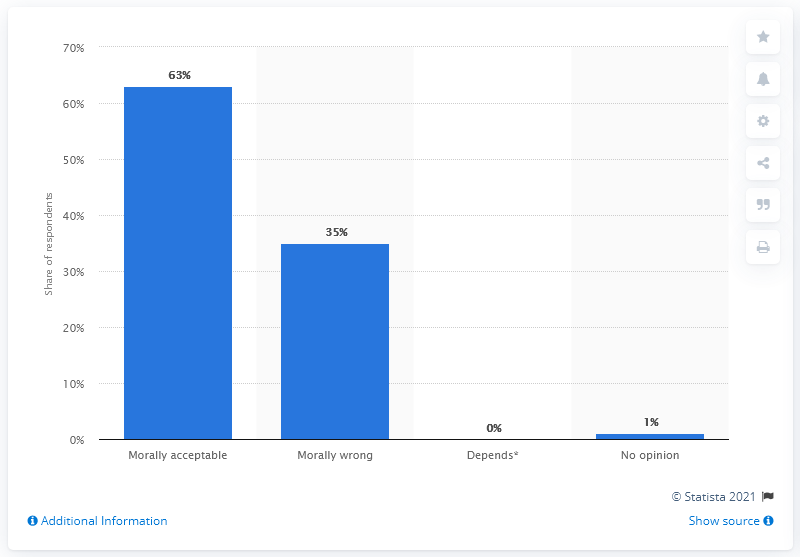 70%
63%
60%
50%
40%
35%
30%
20%
10%
0%
0%
1%
Share of respondents
Morally acceptable
Morally wrong
Depends*
No opinion
© Statista 2021
Additional Information
Show source